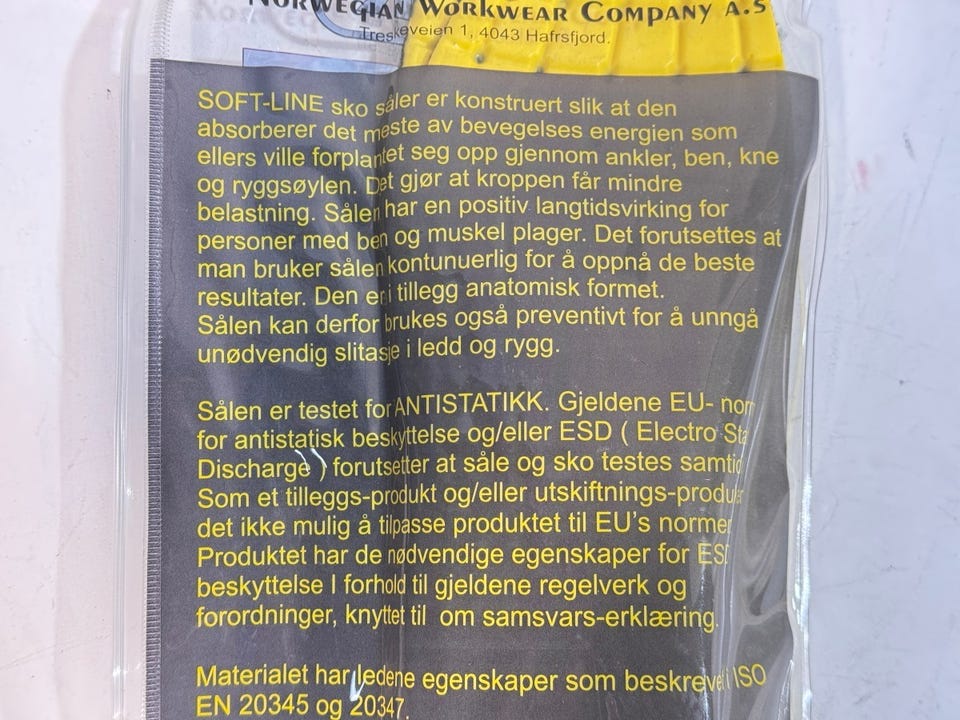 NORWEGIAN WORKWEAR COMPANY A.S
Treskeveien 1, 4043 Hafrsfjord.
SOFT-LINE sko såler er konstruert slik at den
absorberer det meste av bevegelses energien som
ellers ville forplantet seg opp gjennom ankler, ben, kne
og ryggsøylen. Det gjør at kroppen får mindre
belastning. Sålen har en positiv langtidsvirking for
personer med ben og muskel plager. Det forutsettes at
man bruker sålen kontunuerlig for å oppnå de beste
resultater. Den er i tillegg anatomisk formet.
Sålen kan derfor brukes også preventivt for å unngå
unødvendig slitasje i ledd og rygg.
Sålen er testet for ANTISTATIKK. Gjeldene EU- nor
for antistatisk beskyttelse og/eller ESD ( Electro Sta
Discharge ) forutsetter at såle og sko testes samtid
Som et tilleggs-produkt og/eller utskiftnings-produk
det ikke mulig å tilpasse produktet til EU's normer
Produktet har de nødvendige egenskaper for ESD
beskyttelse I forhold til gjeldene regelverk og
forordninger, knyttet til om samsvars-erklæring.
Materialet har ledene egenskaper som beskrevet i ISO
EN 20345 og 20347.